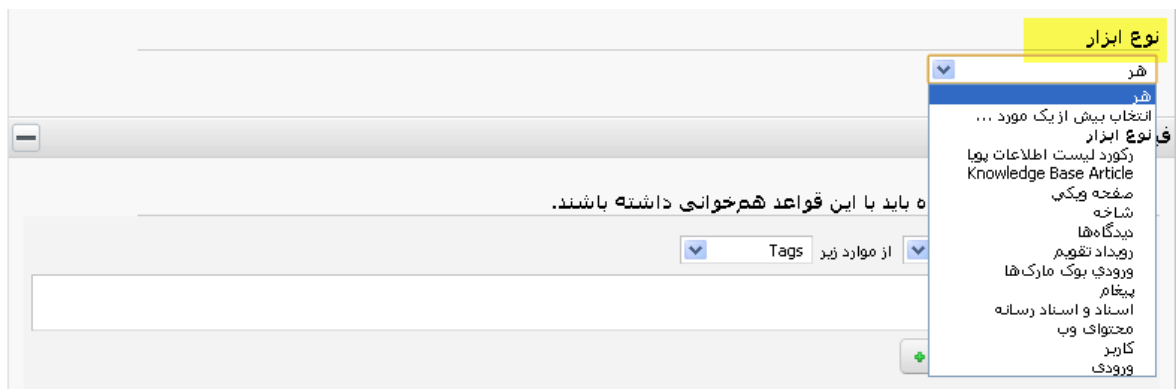 نوع ابزار
هر
هر
انتخاب بیش از یک مورد ...
نوع ابزار
رکورد لیست اطلاعات پویا
Knowledge Base Article
صفحه ویکي
شاخه
دیدگاه‌ها
رویداد تقویم
ورودي بوک مارک‌ها
پیغام
اسناد و اسناد رسانه
محتوای وب
کاربر
ورودی
باید با این قواعد هم‌خوانی داشته باشند.
از موارد زیر Tags